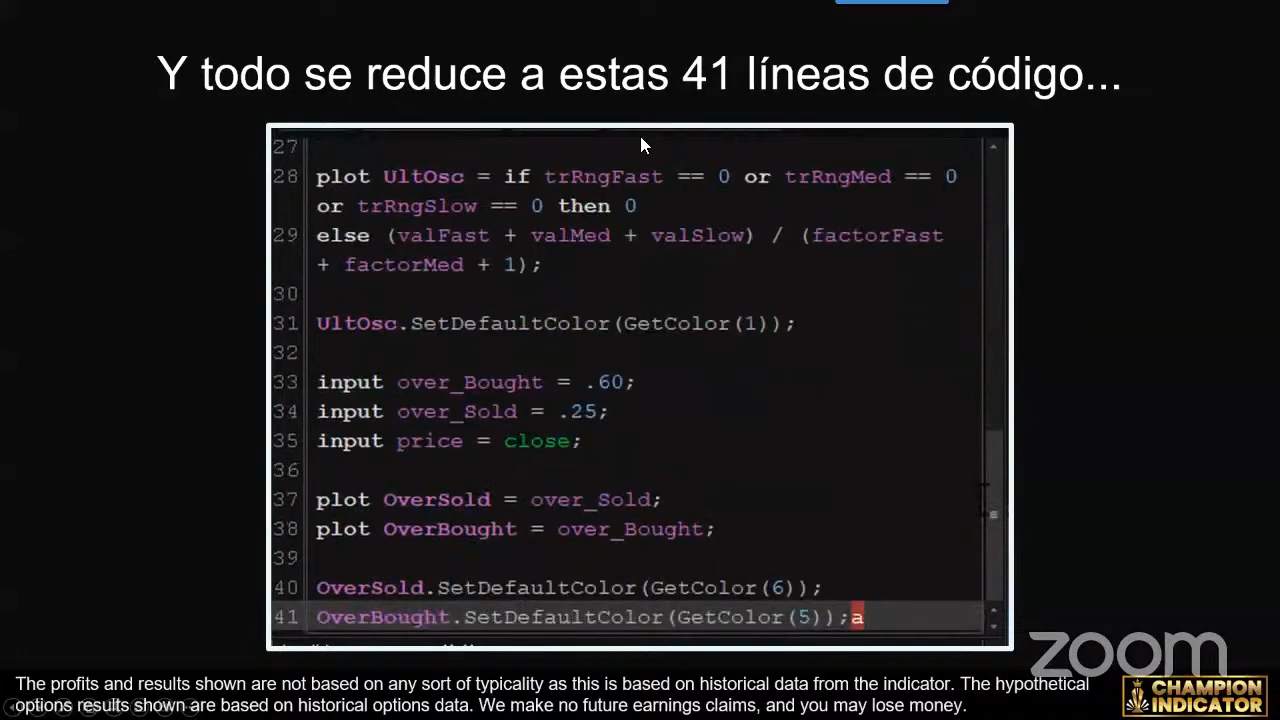 Y todo se reduce a estas 41 líneas de código...
27
28 plot UltOsc = if trRngFast == 0 or trRngMed == 0
or trRngSlow == 0 then 0
29 else (valFast + valMed + valSlow) / (factorFast
+ factorMed + 1);
30
31 UltOsc.SetDefaultColor(GetColor(1));
32
33 input over_Bought = .60;
34 input over_Sold = .25;
35 input price = close;
36
37 plot OverSold = over_Sold;
38 plot OverBought = over_Bought;
39
40 OverSold.SetDefaultColor(GetColor(6));
41 OverBought.SetDefaultColor(GetColor(5));a
zoom
The profits and results shown are not based on any sort of typicality as this is based on historical data from the indicator. The hypothetical
options results shown are based on historical options data. We make no future earnings claims, and you may lose money.
CHAMPION
INDICATOR